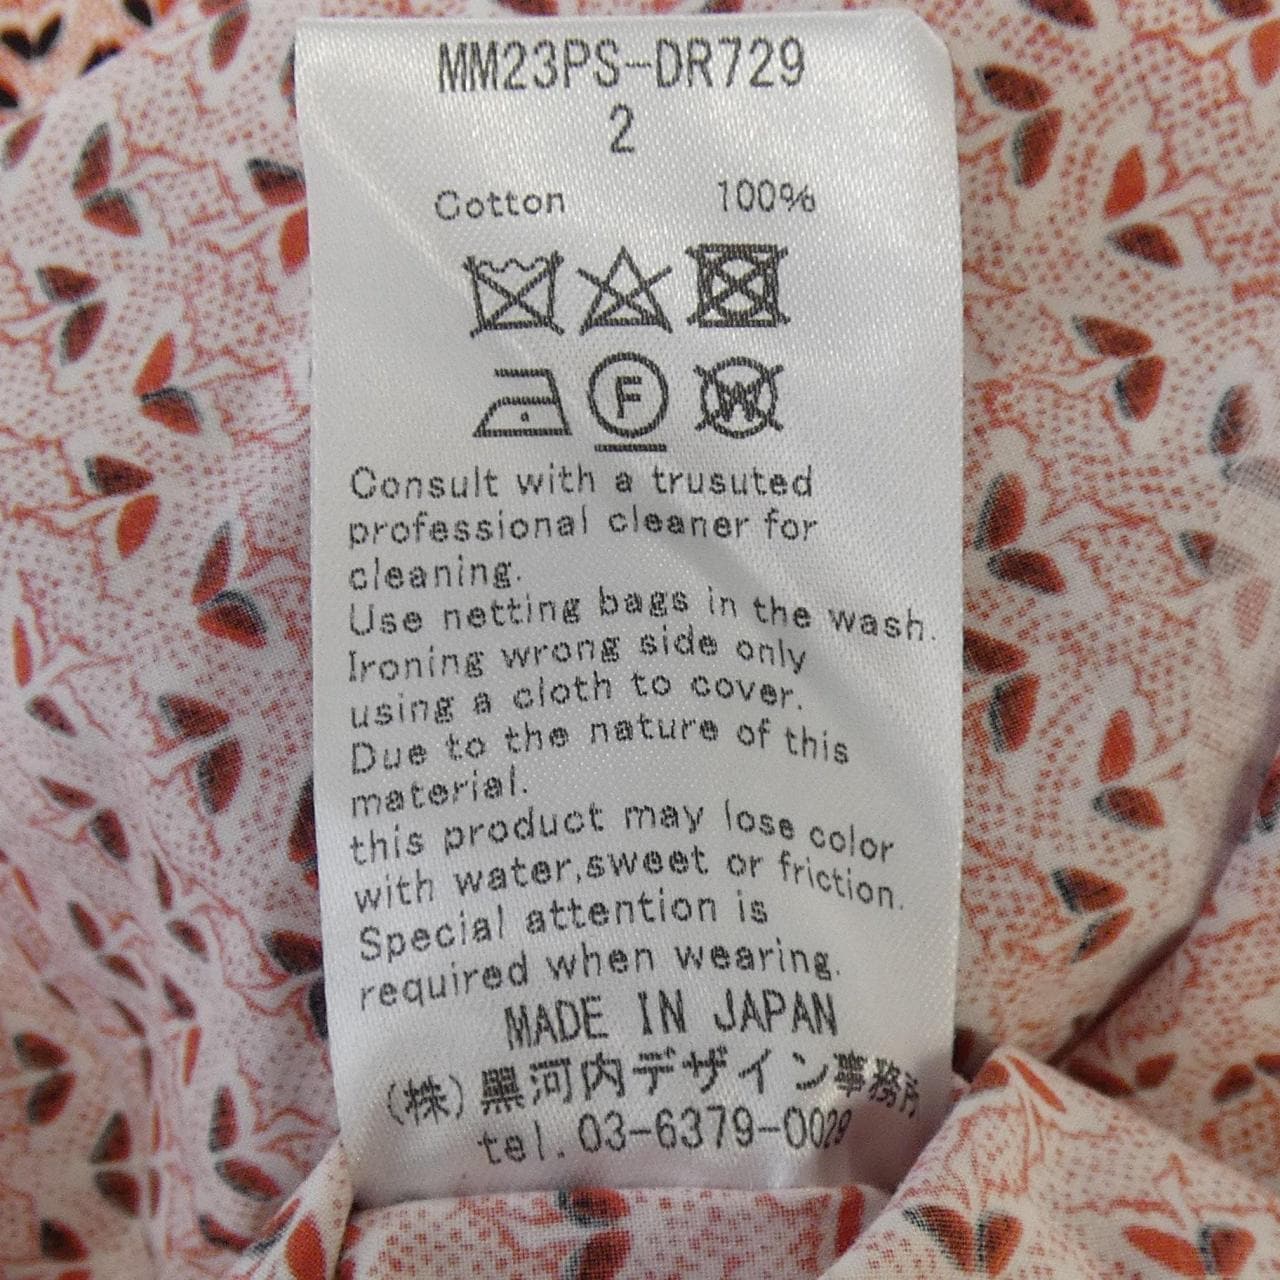 MM23PS-DR729
2
Cotton 100%
F W
Consult with a trusuted
professional cleaner for
cleaning.
Use netting bags in the wash.
Ironing wrong side only
using a cloth to cover.
Due to the nature of this
material.
this product may lose color
with water,sweet or friction.
Special attention is
required when wearing.
MADE IN JAPAN
(株)黒河内デザイン事務所
tel. 03-6379-0029